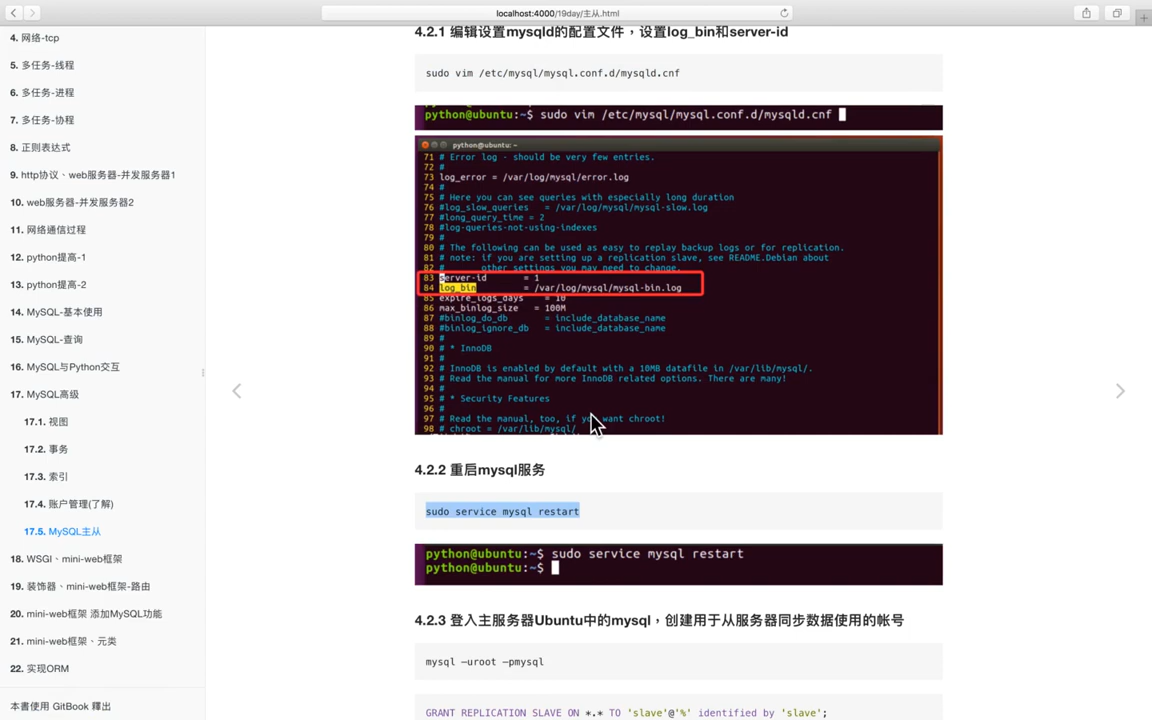 localhost:4000/19day/主从.html
4. 网络-tcp
5. 多任务-线程
6. 多任务-进程
7. 多任务-协程
8. 正则表达式
9. http协议、web服务器-并发服务器1
10. web服务器-并发服务器2
11. 网络通信过程
12. python提高-1
13. python提高-2
14. MySQL-基本使用
15. MySQL-查询
16. MySQL与Python交互
17. MySQL高级
17.1. 视图
17.2. 事务
17.3. 索引
17.4. 账户管理(了解)
17.5. MySQL主从
18. WSGI、mini-web框架
19. 装饰器、mini-web框架-路由
20. mini-web框架 添加MySQL功能
21. mini-web框架、元类
22. 实现ORM
本書使用 GitBook 釋出
4.2.1 编辑设置mysqld的配置文件，设置log_bin和server-id
sudo vim /etc/mysql/mysql.conf.d/mysqld.cnf
python@ubuntu:~$ sudo vim /etc/mysql/mysql.conf.d/mysqld.cnf
python@ubuntu: ~
71 # Error log - should be very few entries.
72 #
73 log_error = /var/log/mysql/error.log
74 #
75 # Here you can see queries with especially long duration
76 #log_slow_queries = /var/log/mysql/mysql-slow.log
77 #long_query_time = 2
78 #log-queries-not-using-indexes
79 #
80 # The following can be used as easy to replay backup logs or for replication.
81 # note: if you are setting up a replication slave, see README.Debian about
82 # other settings you may need to change.
83 server-id = 1
84 log_bin = /var/log/mysql/mysql-bin.log
85 expire_logs_days = 10
86 max_binlog_size = 100M
87 #binlog_do_db = include_database_name
88 #binlog_ignore_db = include_database_name
89 #
90 # * InnoDB
91 #
92 # InnoDB is enabled by default with a 10MB datafile in /var/lib/mysql/.
93 # Read the manual for more InnoDB related options. There are many!
94 #
95 # * Security Features
96 #
97 # Read the manual, too, if you want chroot!
98 # chroot = /var/lib/mysql/
4.2.2 重启mysql服务
sudo service mysql restart
python@ubuntu:~$ sudo service mysql restart
python@ubuntu:~$
4.2.3 登入主服务器Ubuntu中的mysql，创建用于从服务器同步数据使用的帐号
mysql –uroot –pmysql
GRANT REPLICATION SLAVE ON *.* TO 'slave'@'%' identified by 'slave';